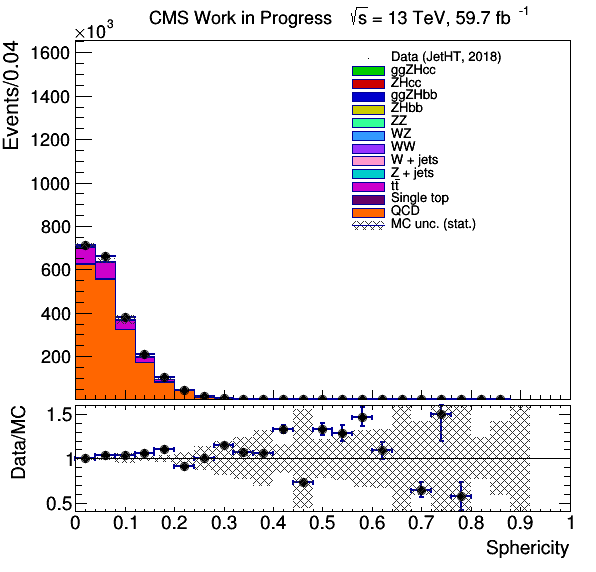 CMS Work in Progress √s = 13 TeV, 59.7 fb⁻¹
×10³
Events/0.04
1600
1400
1200
1000
800
600
400
200
Data (JetHT, 2018)
ggZHcc
ZHcc
ggZHbb
ZHbb
ZZ
WZ
WW
W + jets
Z + jets
tt̄
Single top
QCD
MC unc. (stat.)
Data/MC
1.5
1
0.5
0 0.1 0.2 0.3 0.4 0.5 0.6 0.7 0.8 0.9 1
Sphericity